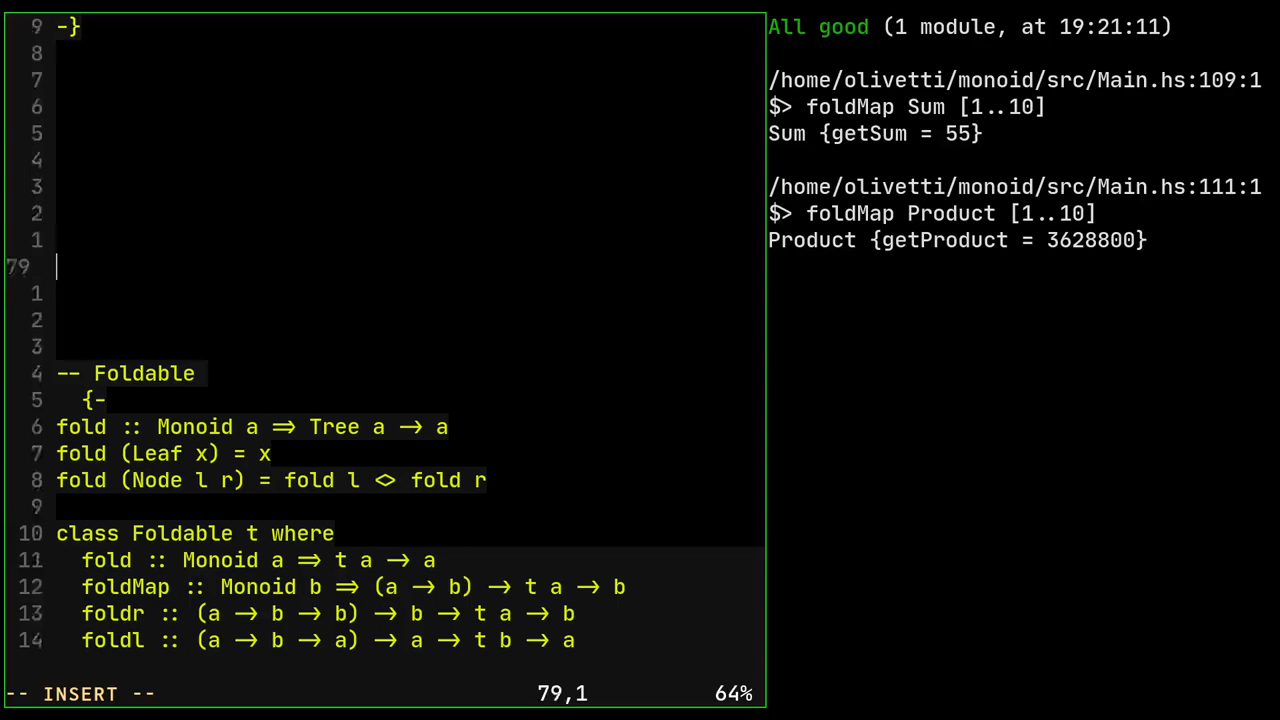 9 -}
8
7
6
5
4
3
2
1
79
1
2
3
4 -- Foldable
5 {-
6 fold :: Monoid a => Tree a -> a
7 fold (Leaf x) = x
8 fold (Node l r) = fold l <> fold r
9
10 class Foldable t where
11 fold :: Monoid a => t a -> a
12 foldMap :: Monoid b => (a -> b) -> t a -> b
13 foldr :: (a -> b -> b) -> b -> t a -> b
14 foldl :: (a -> b -> a) -> a -> t b -> a
-- INSERT -- 79,1 64%
All good (1 module, at 19:21:11)
/home/olivetti/monoid/src/Main.hs:109:1
$> foldMap Sum [1..10]
Sum {getSum = 55}
/home/olivetti/monoid/src/Main.hs:111:1
$> foldMap Product [1..10]
Product {getProduct = 3628800}